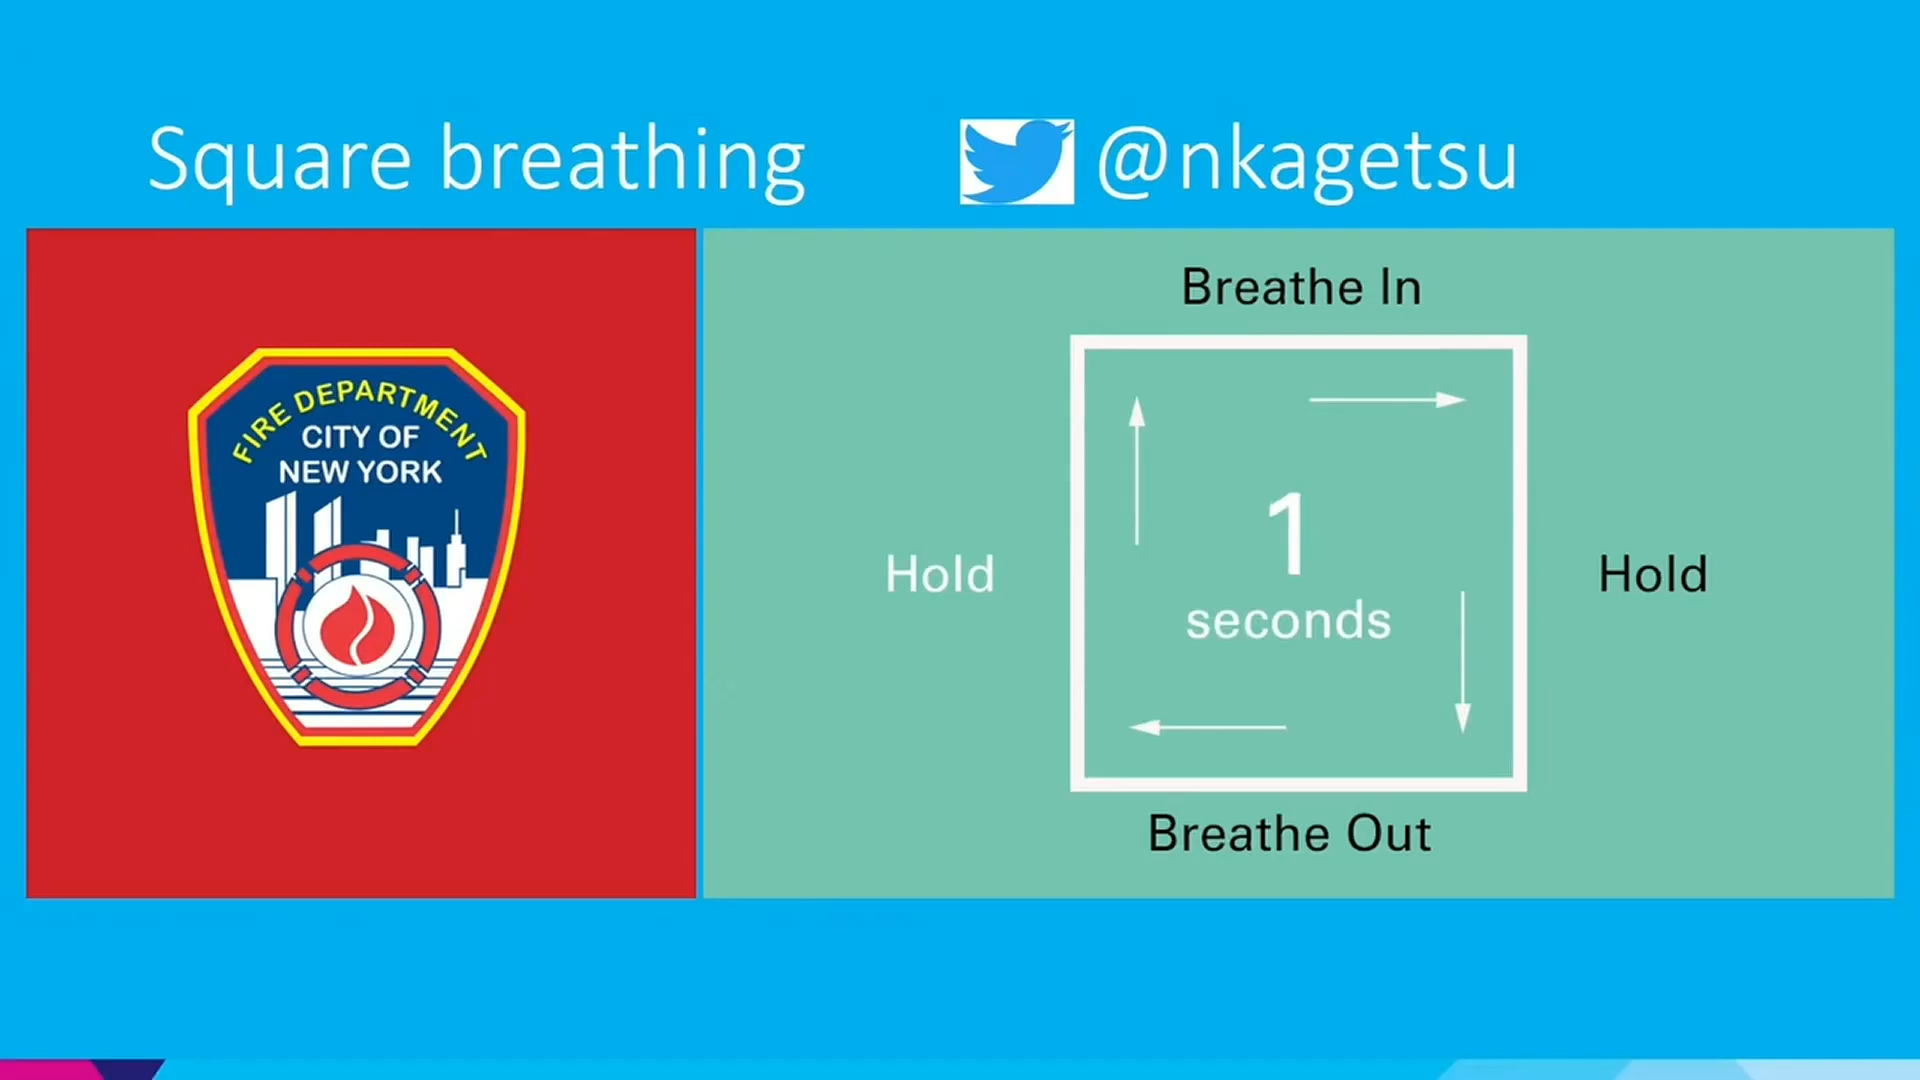 Square breathing
@nkagetsu
FIRE DEPARTMENT
CITY OF
NEW YORK
Breathe In
Hold
1
seconds
Hold
Breathe Out